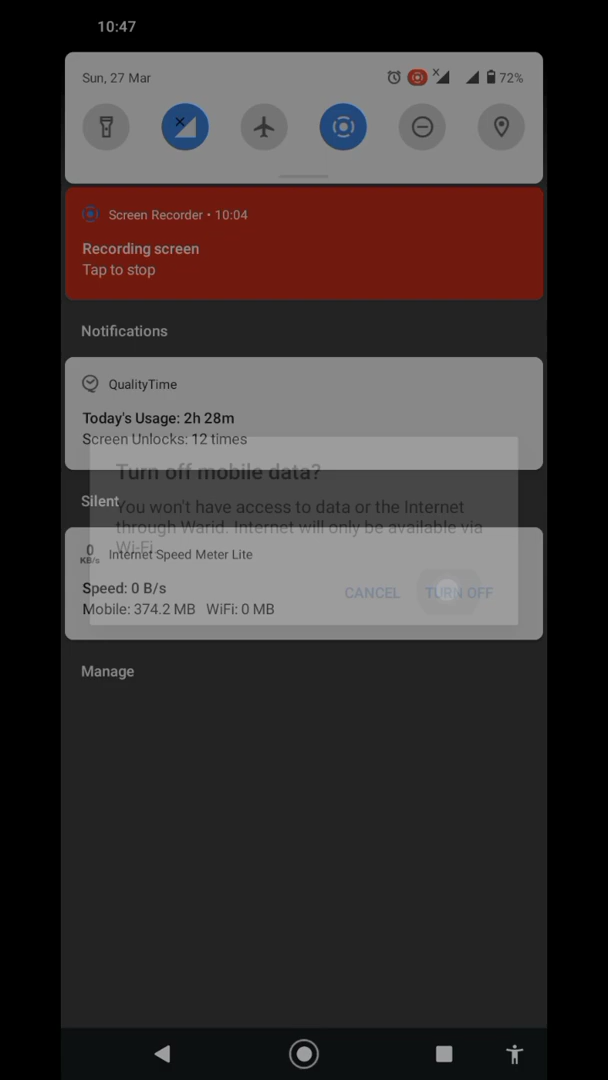 10:47
Sun, 27 Mar
72%
Screen Recorder • 10:04
Recording screen
Tap to stop
Notifications
QualityTime
Today's Usage: 2h 28m
Screen Unlocks: 12 times
Turn off mobile data?
Silent
You won't have access to data or the Internet
through Warid. Internet will only be available via
Wi-Fi.
0
KB/s
Internet Speed Meter Lite
Speed: 0 B/s
CANCEL TURN OFF
Mobile: 374.2 MB WiFi: 0 MB
Manage